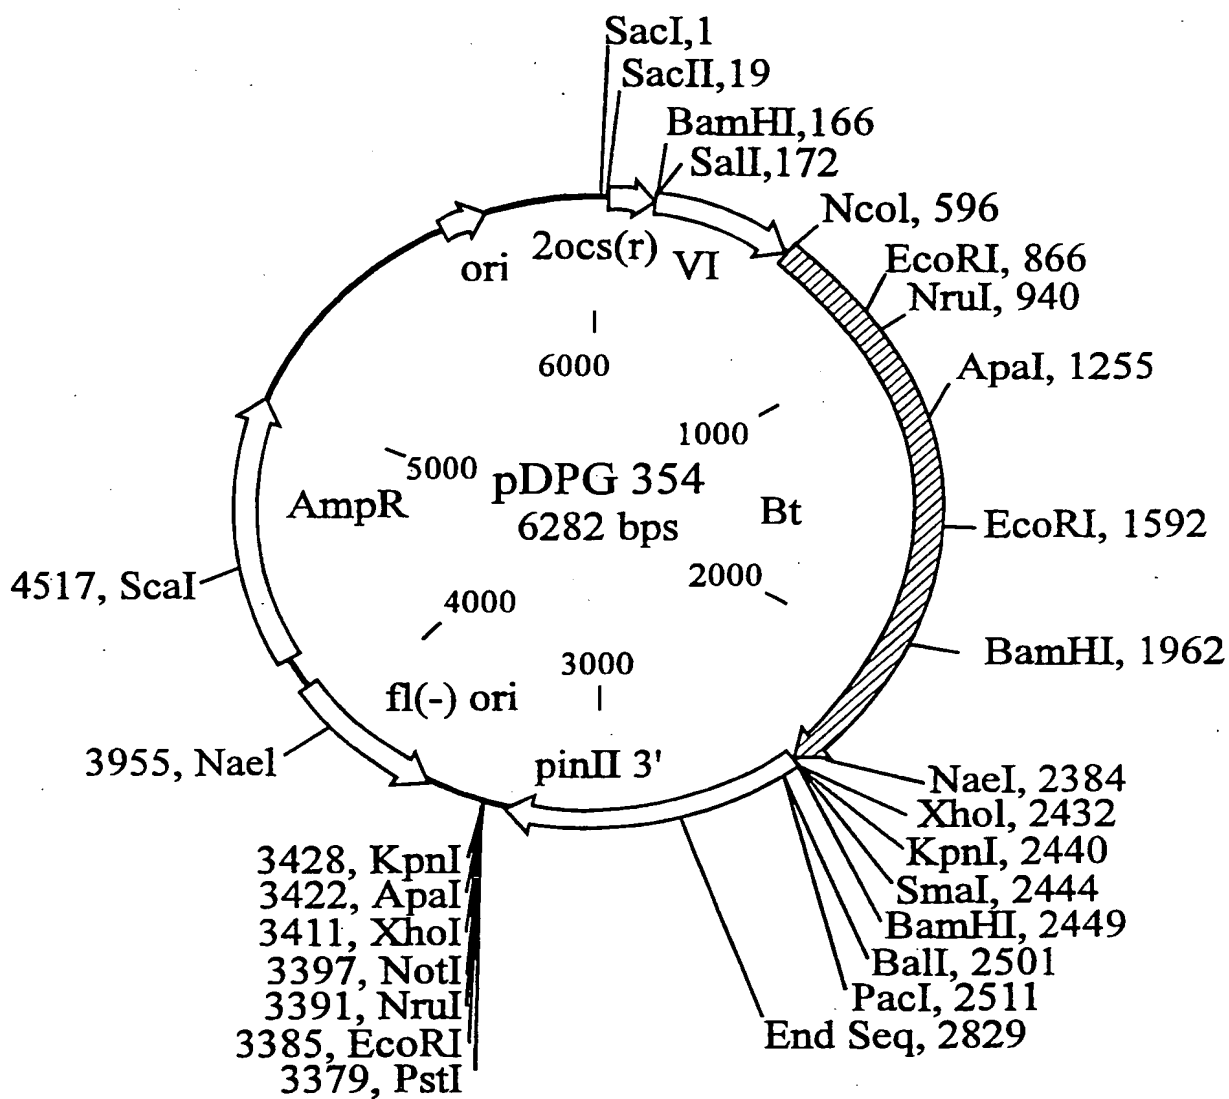 SacI,1
SacII,19
BamHI,166
SalI,172
Ncol, 596
EcoRI, 866
NruI, 940
ApaI, 1255
EcoRI, 1592
BamHI, 1962
NaeI, 2384
Xhol, 2432
KpnI, 2440
SmaI, 2444
BamHI, 2449
BalI, 2501
PacI, 2511
End Seq, 2829
3428, KpnI
3422, ApaI
3411, XhoI
3397, NotI
3391, NruI
3385, EcoRI
3379, PstI
3955, Nael
4517, ScaI
ori
2ocs(r)
VI
Bt
pinII 3'
fl(-) ori
AmpR
6000
1000
2000
3000
4000
5000
pDPG 354
6282 bps